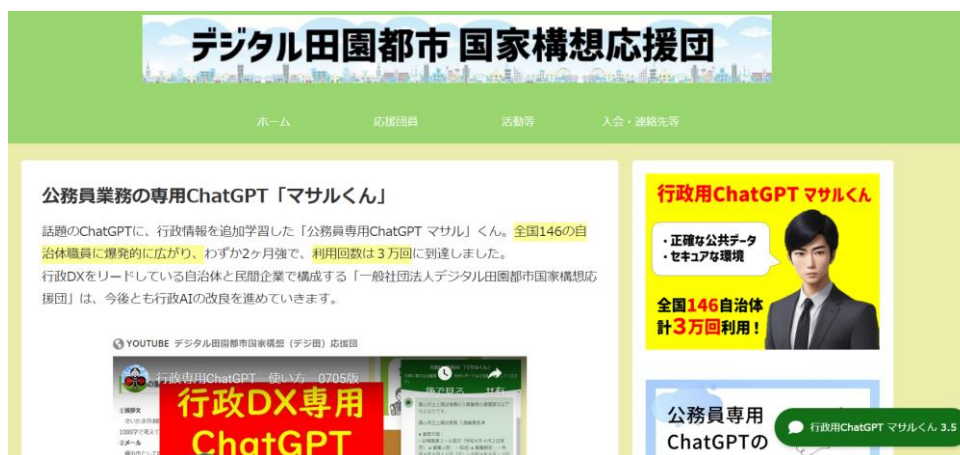 デジタル田園都市 国家構想応援団
ホーム 応援団員 活動等 入会・連絡先等
公務員業務の専用ChatGPT「マサルくん」
話題のChatGPTに、行政情報を追加学習した「公務員専用ChatGPT マサル」くん。全国146の自
治体職員に爆発的に広がり、わずか2ヶ月強で、利用回数は３万回に到達しました。
行政DXをリードしている自治体と民間企業で構成する「一般社団法人デジタル田園都市国家構想応
援団」は、今後とも行政AIの改良を進めていきます。
YOUTUBE デジタル田園都市国家構想（デジ田）応援団
行政専用ChatGPT 使い方 0705版
後で見る 共有
行政DX専用
ChatGPT
①挨拶文
②メール
行政用ChatGPT マサルくん
・正確な公共データ
・セキュアな環境
全国146自治体
計3万回利用！
公務員専用
ChatGPTの
行政用ChatGPT マサルくん 3.5